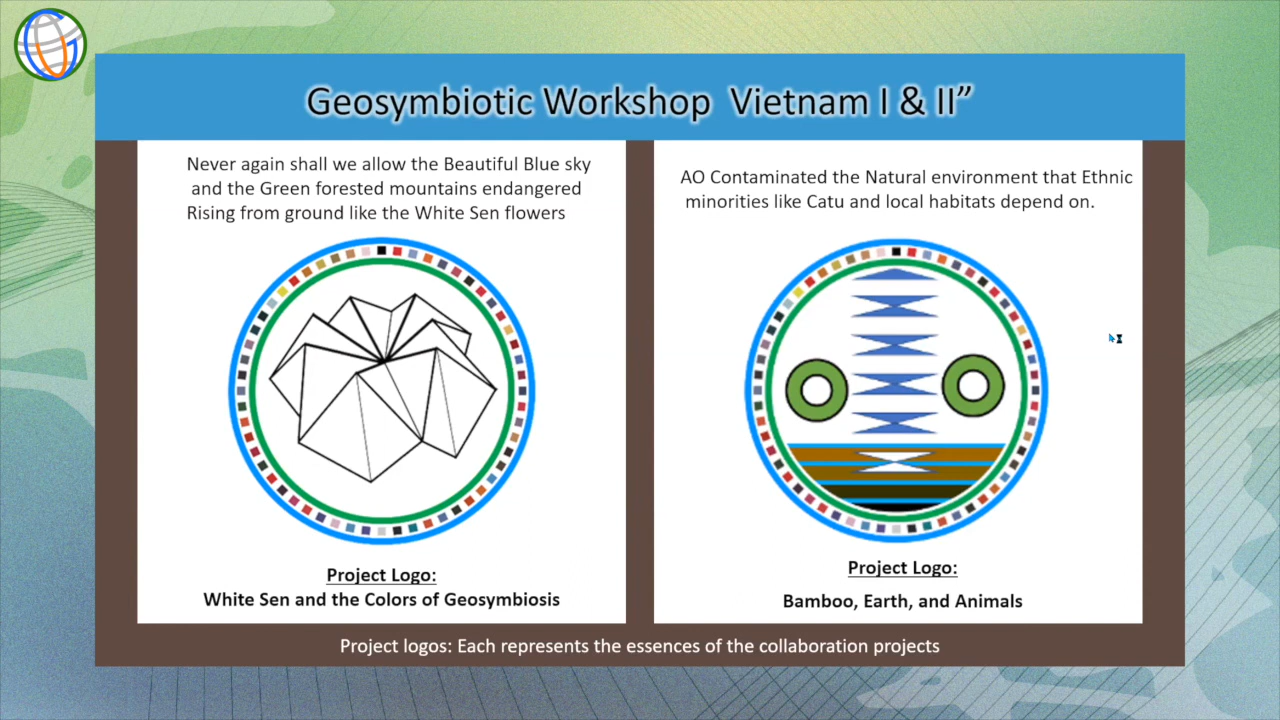 Geosymbiotic Workshop Vietnam I & II”
Never again shall we allow the Beautiful Blue sky
and the Green forested mountains endangered
Rising from ground like the White Sen flowers
Project Logo:
White Sen and the Colors of Geosymbiosis
AO Contaminated the Natural environment that Ethnic
minorities like Catu and local habitats depend on.
Project Logo:
Bamboo, Earth, and Animals
Project logos: Each represents the essences of the collaboration projects